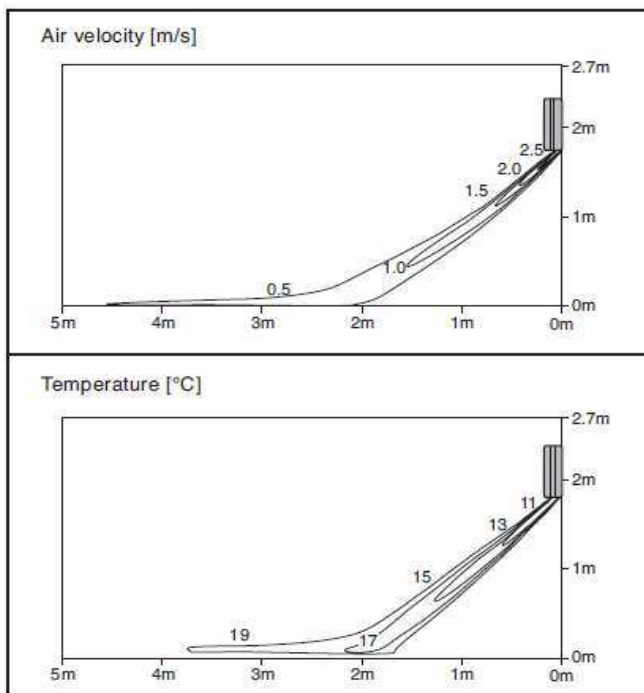 Air velocity [m/s]
2.7m
2m
2.5
2.0
1.5
1m
1.0
0.5
0m
5m 4m 3m 2m 1m 0m
Temperature [°C]
2.7m
2m
11
13
15
1m
19
17
0m
5m 4m 3m 2m 1m 0m